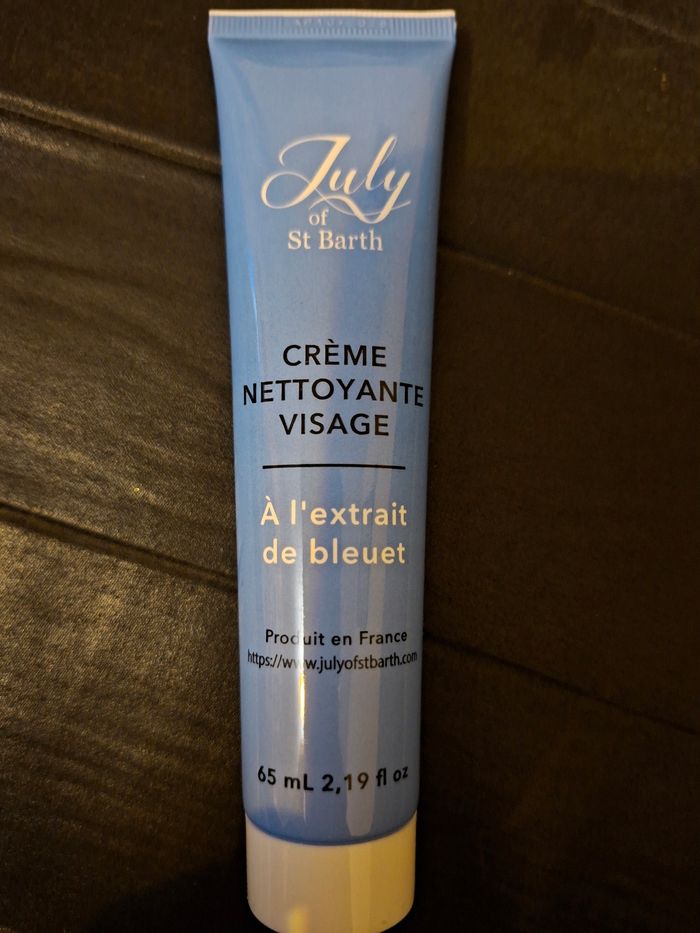 July
of
St Barth
CRÈME
NETTOYANTE
VISAGE
À l'extrait
de bleuet
Produit en France
https://www.julyofstbarth.com
65 mL 2,19 fl oz